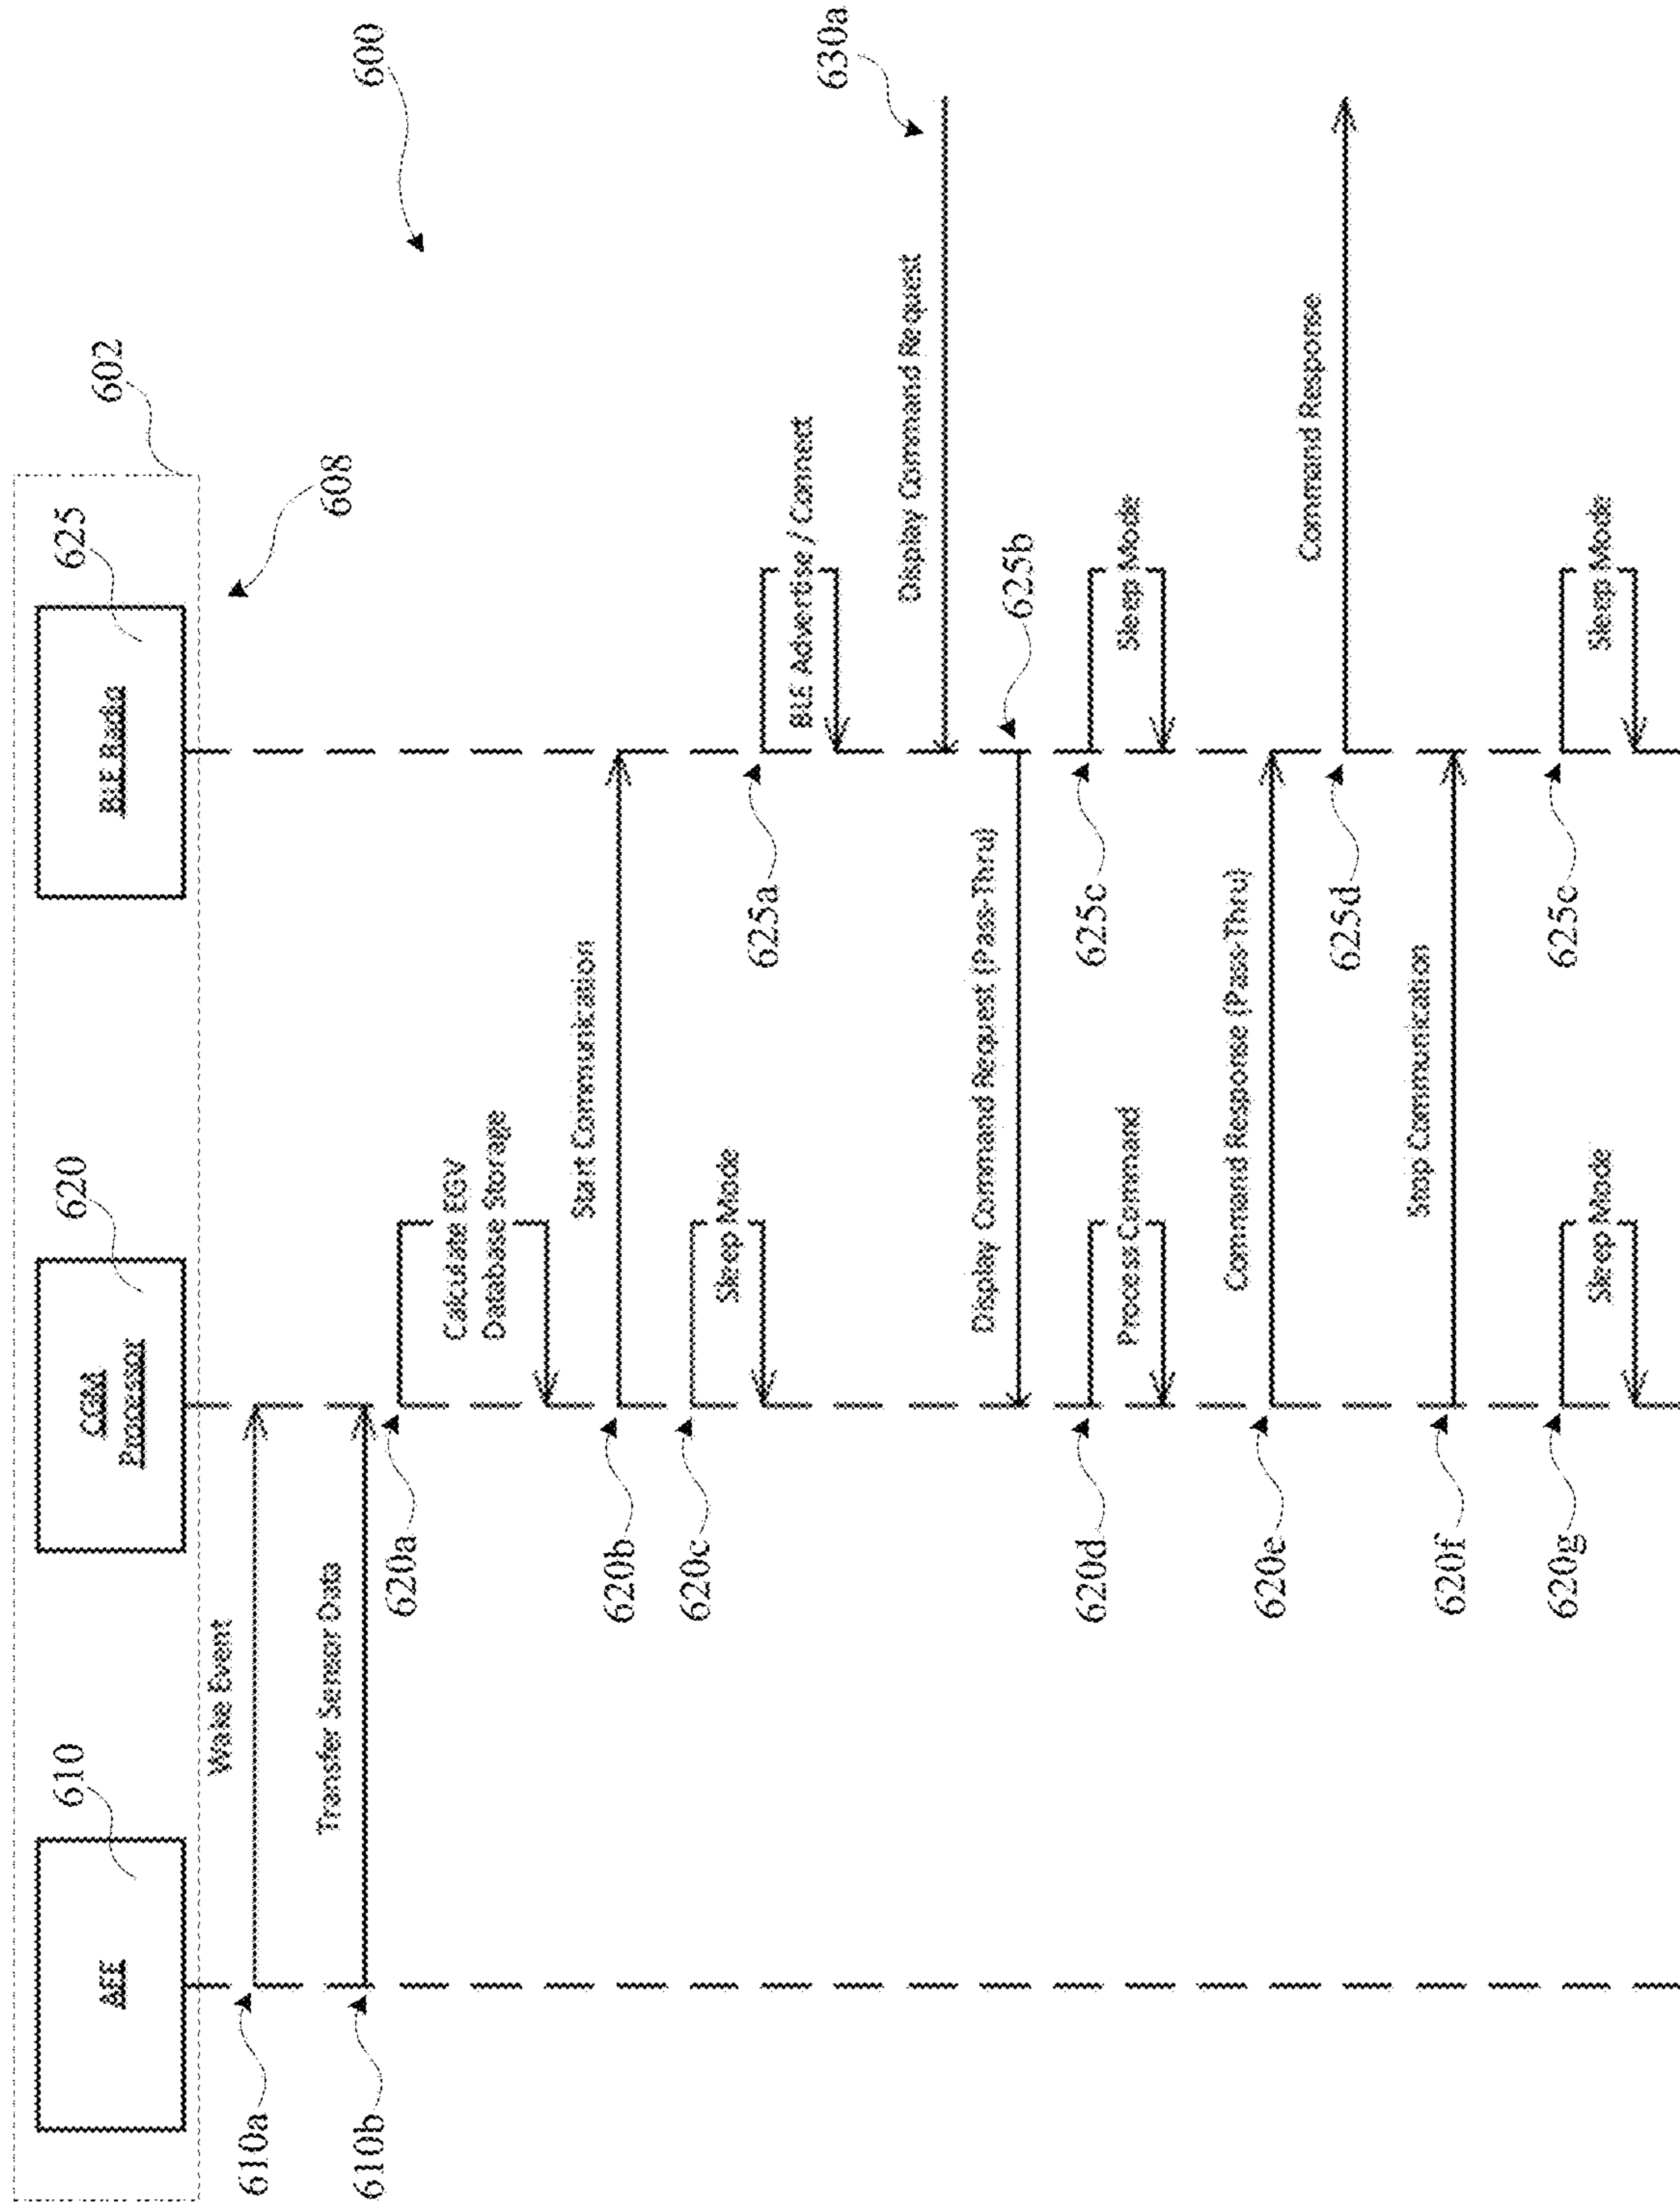 600
602
608
AFE
610
CGM
Processor
620
BLE Radio
625
610a
Wake Event
610b
Transfer Sensor Data
620a
Calculate EGV
Database Storage
620b
Start Communication
620c
Sleep Mode
625a
BLE Advertise / Connect
630a
Display Command Request
625b
Display Command Request (Pass-Thru)
620d
Process Command
625c
Sleep Mode
620e
Command Response (Pass-Thru)
625d
Command Response
620f
Stop Communication
620g
Sleep Mode
625e
Sleep Mode